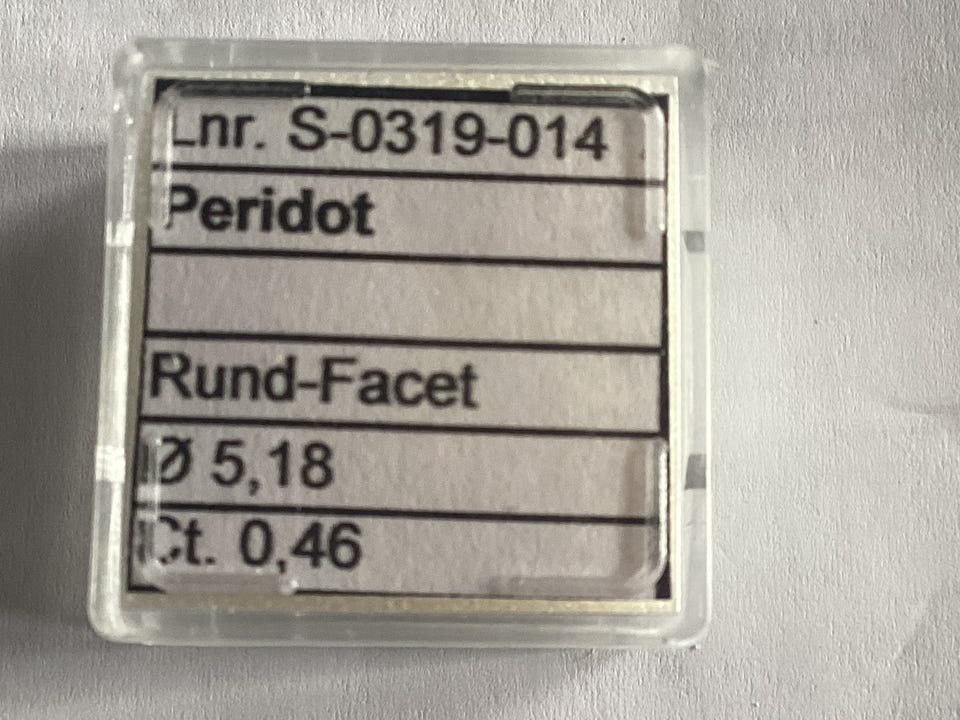 Lnr. S-0319-014
Peridot
Rund-Facet
Ø 5,18
Ct. 0,46